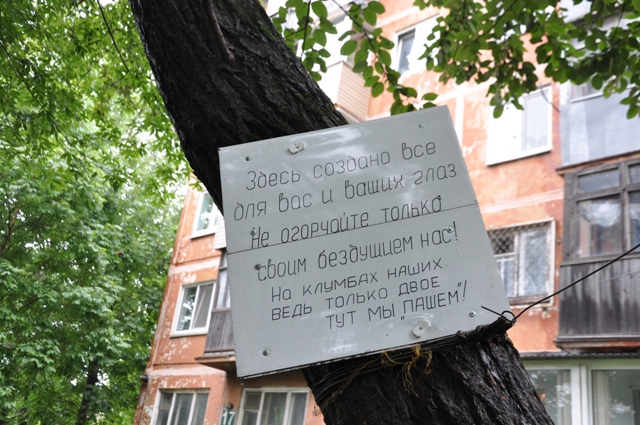 Здесь создано все
для вас и ваших глаз.
Не огорчайте только
своим бездушием нас!
На клумбах наших
ведь только двое
тут мы "пашем"!
17